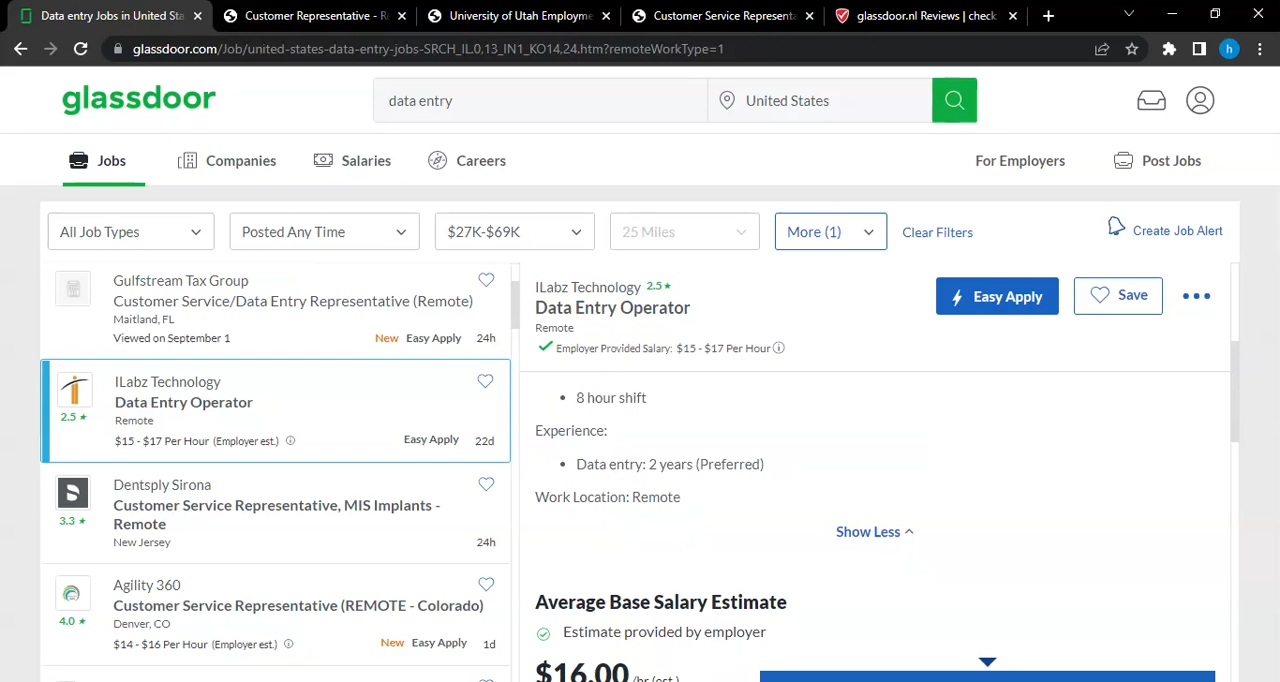 Data entry Jobs in United Sta
Customer Representative - R
University of Utah Employme
Customer Service Representa
glassdoor.nl Reviews | check
glassdoor.com/Job/united-states-data-entry-jobs-SRCH_IL.0,13_IN1_KO14,24.htm?remoteWorkType=1
h
glassdoor
data entry
United States
Jobs
Companies
Salaries
Careers
For Employers
Post Jobs
All Job Types
Posted Any Time
$27K-$69K
25 Miles
More (1)
Clear Filters
Create Job Alert
Gulfstream Tax Group
Customer Service/Data Entry Representative (Remote)
Maitland, FL
Viewed on September 1
New Easy Apply 24h
ILabz Technology
Data Entry Operator
Remote
2.5 ★
$15 - $17 Per Hour (Employer est.)
Easy Apply 22d
Dentsply Sirona
Customer Service Representative, MIS Implants -
Remote
3.3 ★
New Jersey
24h
Agility 360
Customer Service Representative (REMOTE - Colorado)
4.0 ★
Denver, CO
$14 - $16 Per Hour (Employer est.)
New Easy Apply 1d
ILabz Technology 2.5 ★
Data Entry Operator
Remote
Employer Provided Salary: $15 - $17 Per Hour
Easy Apply
Save
• 8 hour shift
Experience:
• Data entry: 2 years (Preferred)
Work Location: Remote
Show Less
Average Base Salary Estimate
Estimate provided by employer
$16.00 /hr (est.)